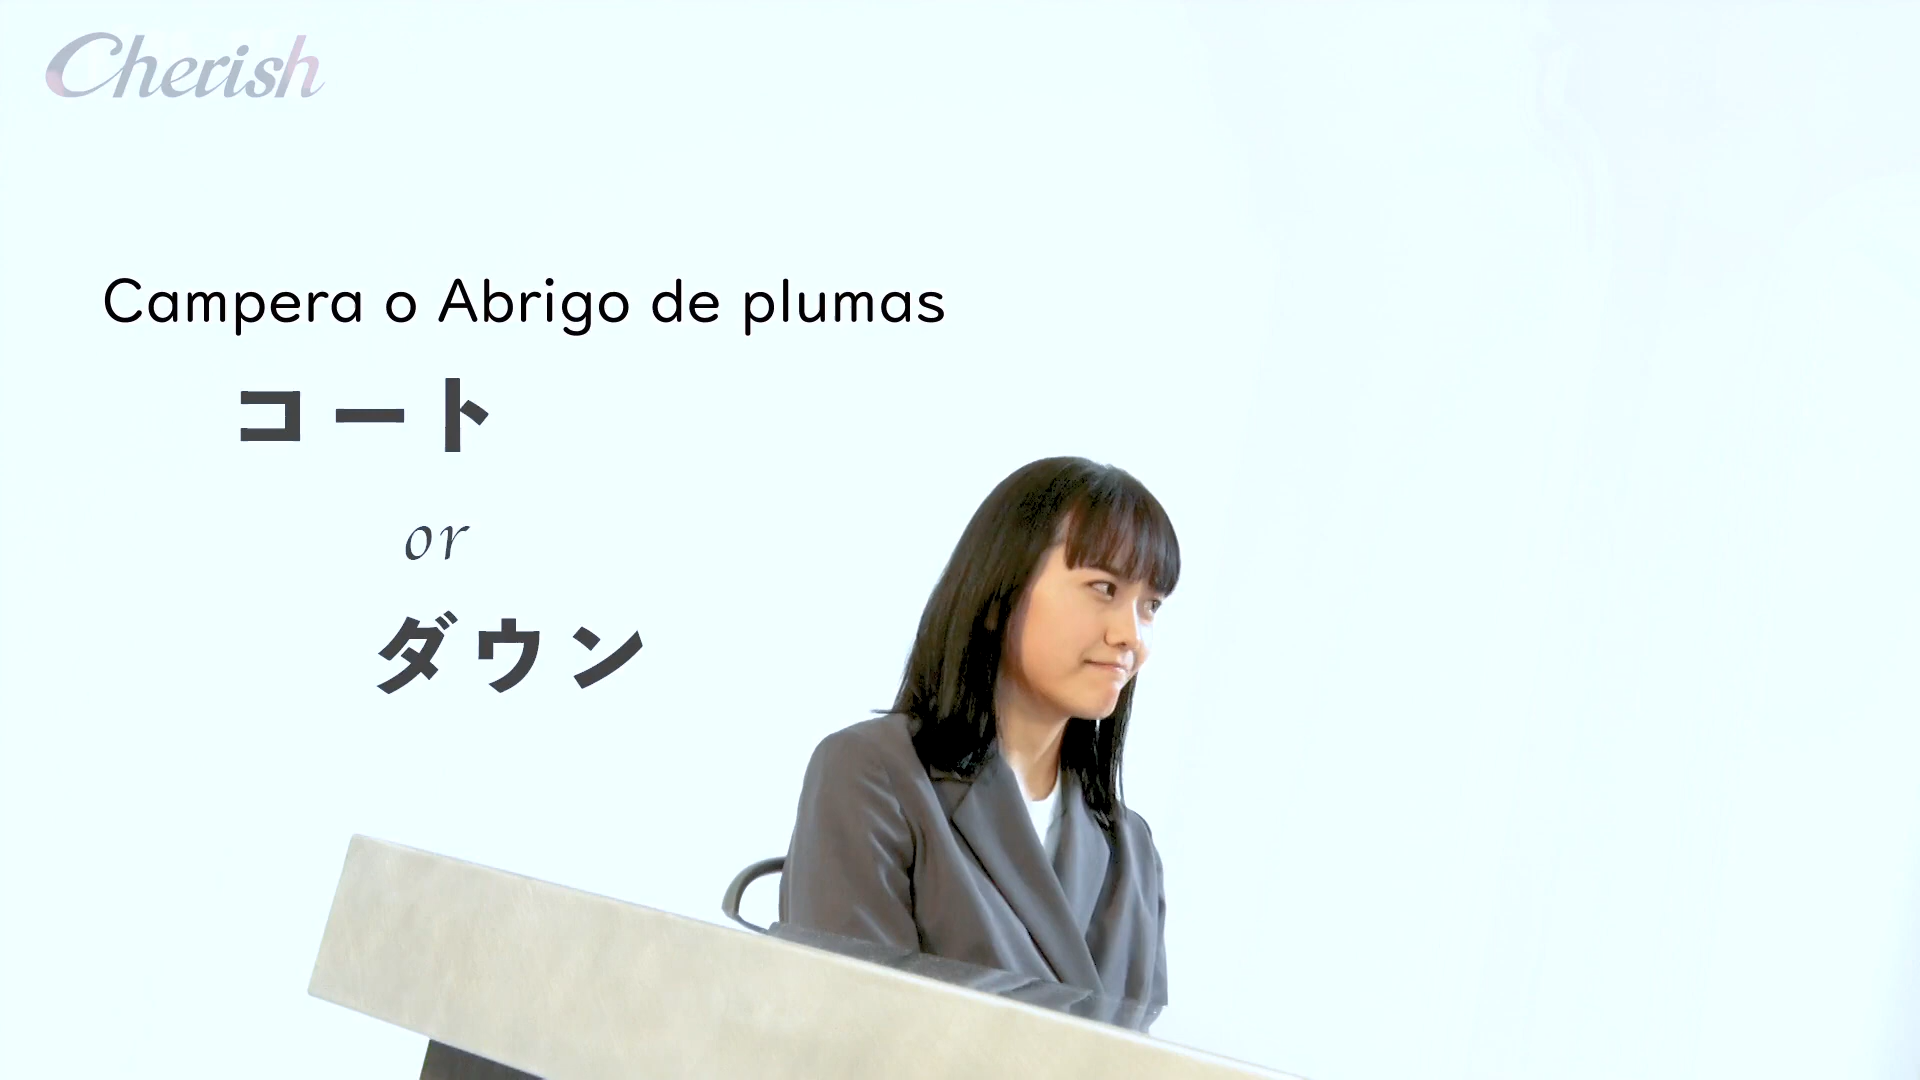 Cherish
Campera o Abrigo de plumas
コート
or
ダウン